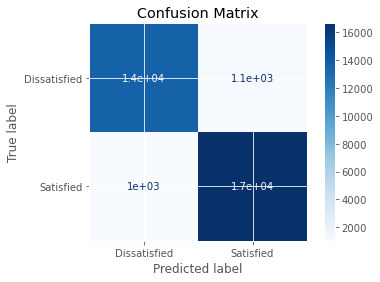 Confusion Matrix
Dissatisfied
1.4e+04
1.1e+03
Satisfied
1e+03
1.7e+04
Dissatisfied
Satisfied
Predicted label
True label
16000
14000
12000
10000
8000
6000
4000
2000